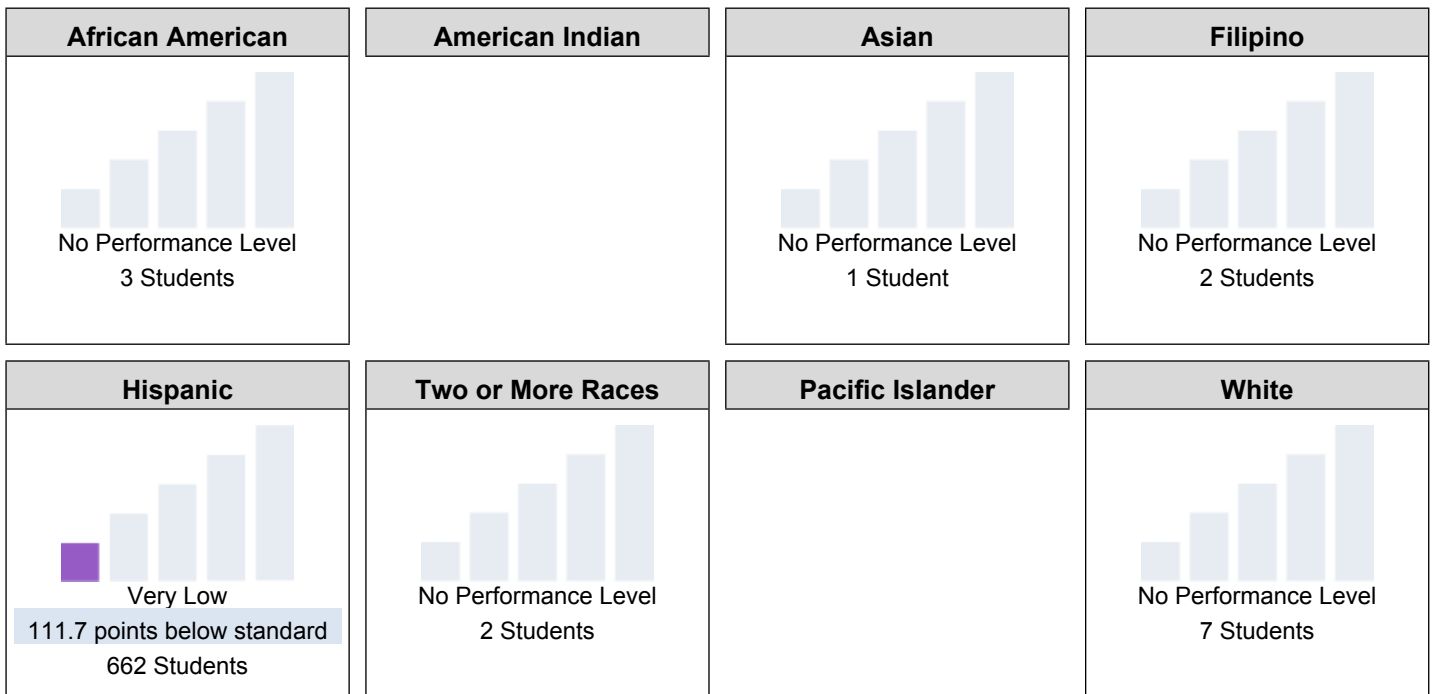 African American
No Performance Level
3 Students
American Indian
Asian
No Performance Level
1 Student
Filipino
No Performance Level
2 Students
Hispanic
Very Low
111.7 points below standard
662 Students
Two or More Races
No Performance Level
2 Students
Pacific Islander
White
No Performance Level
7 Students